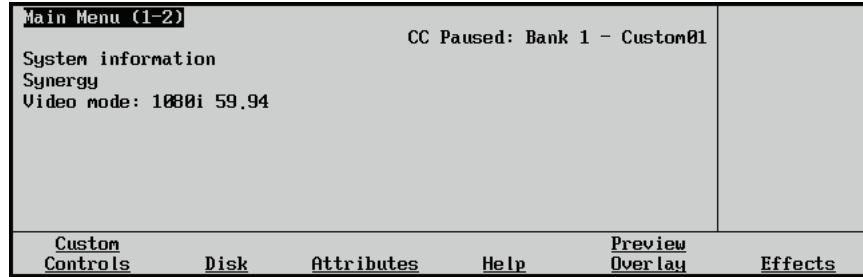 Main Menu (1-2)
CC Paused: Bank 1 - Custom01
System information
Synergy
Video mode: 1080i 59.94
Custom Controls
Disk
Attributes
Help
Preview Overlay
Effects